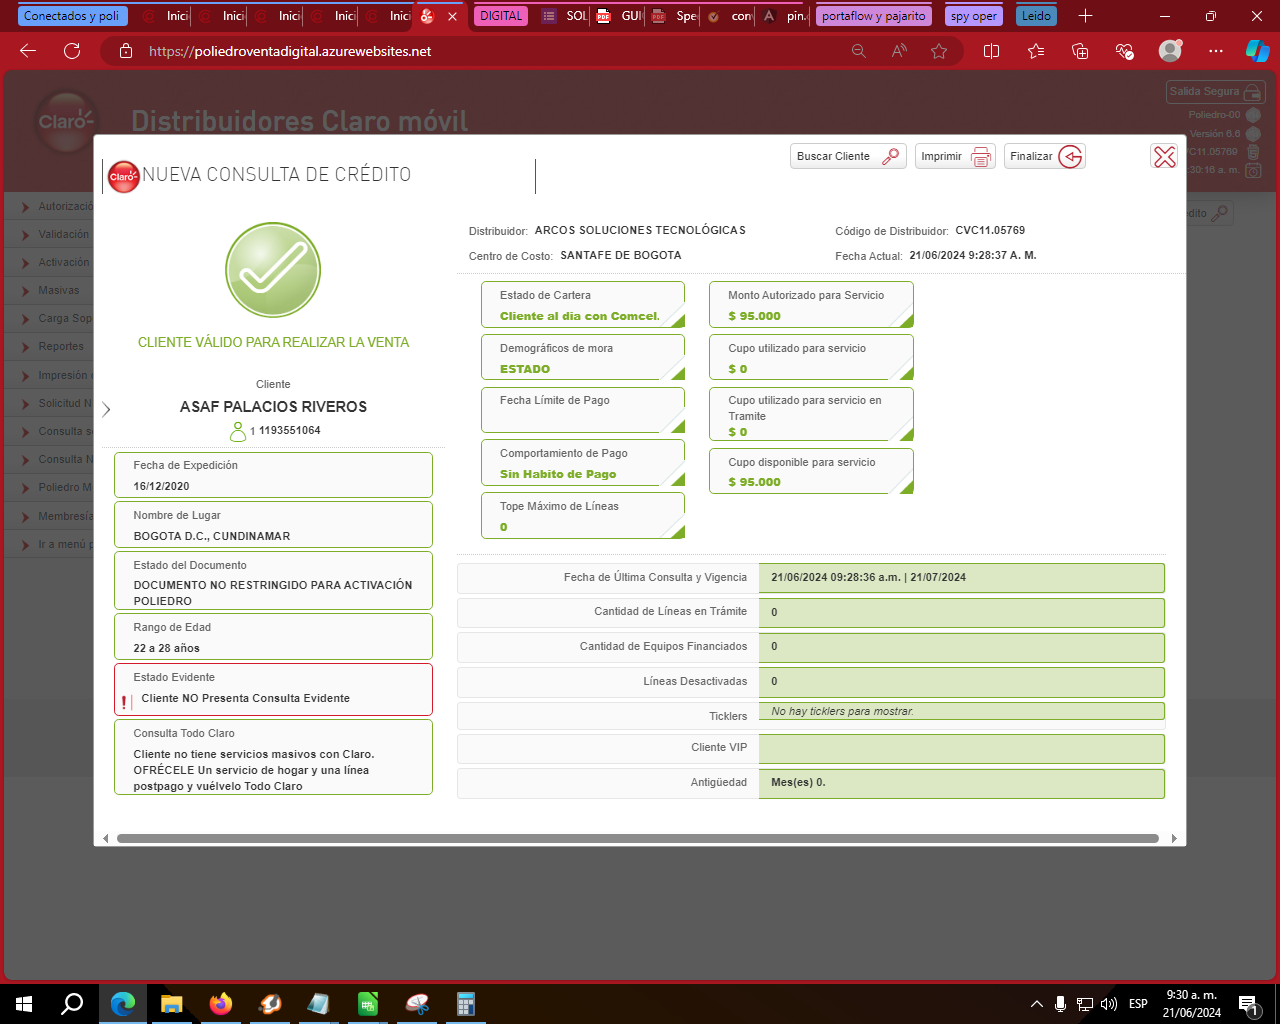 Conectados y poli
Inici
Inici
Inici
Inici
Inici
DIGITAL
SOL
GUI
Spe
con
pin.
portaflow y pajarito
spy oper
Leido
https://poliedroventadigital.azurewebsites.net
Claro
Distribuidores Claro móvil
Salida Segura
Poliedro-00
Versión 6.6
VC11.05769
:30:16 a. m.
NUEVA CONSULTA DE CRÉDITO
Buscar Cliente
Imprimir
Finalizar
Autorizació
Validación
Activación
Masivas
Carga Sop
Reportes
Impresión
Solicitud N
Consulta s
Consulta N
Poliedro M
Membresía
Ir a menú p
édito
CLIENTE VÁLIDO PARA REALIZAR LA VENTA
Cliente
ASAF PALACIOS RIVEROS
1 1193551064
Fecha de Expedición
16/12/2020
Nombre de Lugar
BOGOTA D.C., CUNDINAMAR
Estado del Documento
DOCUMENTO NO RESTRINGIDO PARA ACTIVACIÓN
POLIEDRO
Rango de Edad
22 a 28 años
Estado Evidente
! Cliente NO Presenta Consulta Evidente
Consulta Todo Claro
Cliente no tiene servicios masivos con Claro.
OFRÉCELE Un servicio de hogar y una línea
postpago y vuélvelo Todo Claro
Distribuidor: ARCOS SOLUCIONES TECNOLÓGICAS
Código de Distribuidor: CVC11.05769
Centro de Costo: SANTAFE DE BOGOTA
Fecha Actual: 21/06/2024 9:28:37 A. M.
Estado de Cartera
Cliente al dia con Comcel.
Demográficos de mora
ESTADO
Fecha Límite de Pago
Comportamiento de Pago
Sin Habito de Pago
Tope Máximo de Líneas
0
Monto Autorizado para Servicio
$ 95.000
Cupo utilizado para servicio
$ 0
Cupo utilizado para servicio en
Tramite
$ 0
Cupo disponible para servicio
$ 95.000
Fecha de Última Consulta y Vigencia 21/06/2024 09:28:36 a.m. | 21/07/2024
Cantidad de Líneas en Trámite 0
Cantidad de Equipos Financiados 0
Líneas Desactivadas 0
Ticklers No hay ticklers para mostrar.
Cliente VIP
Antigüedad Mes(es) 0.
ESP
9:30 a. m.
21/06/2024
1